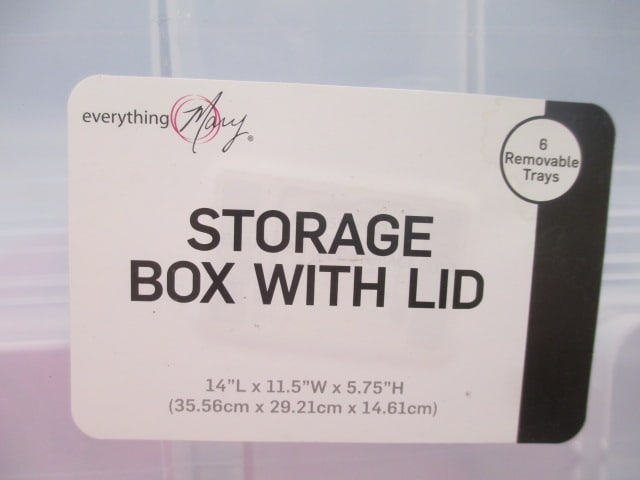 everything Mary®
6
Removable
Trays
STORAGE
BOX WITH LID
14"L x 11.5"W x 5.75"H
(35.56cm x 29.21cm x 14.61cm)